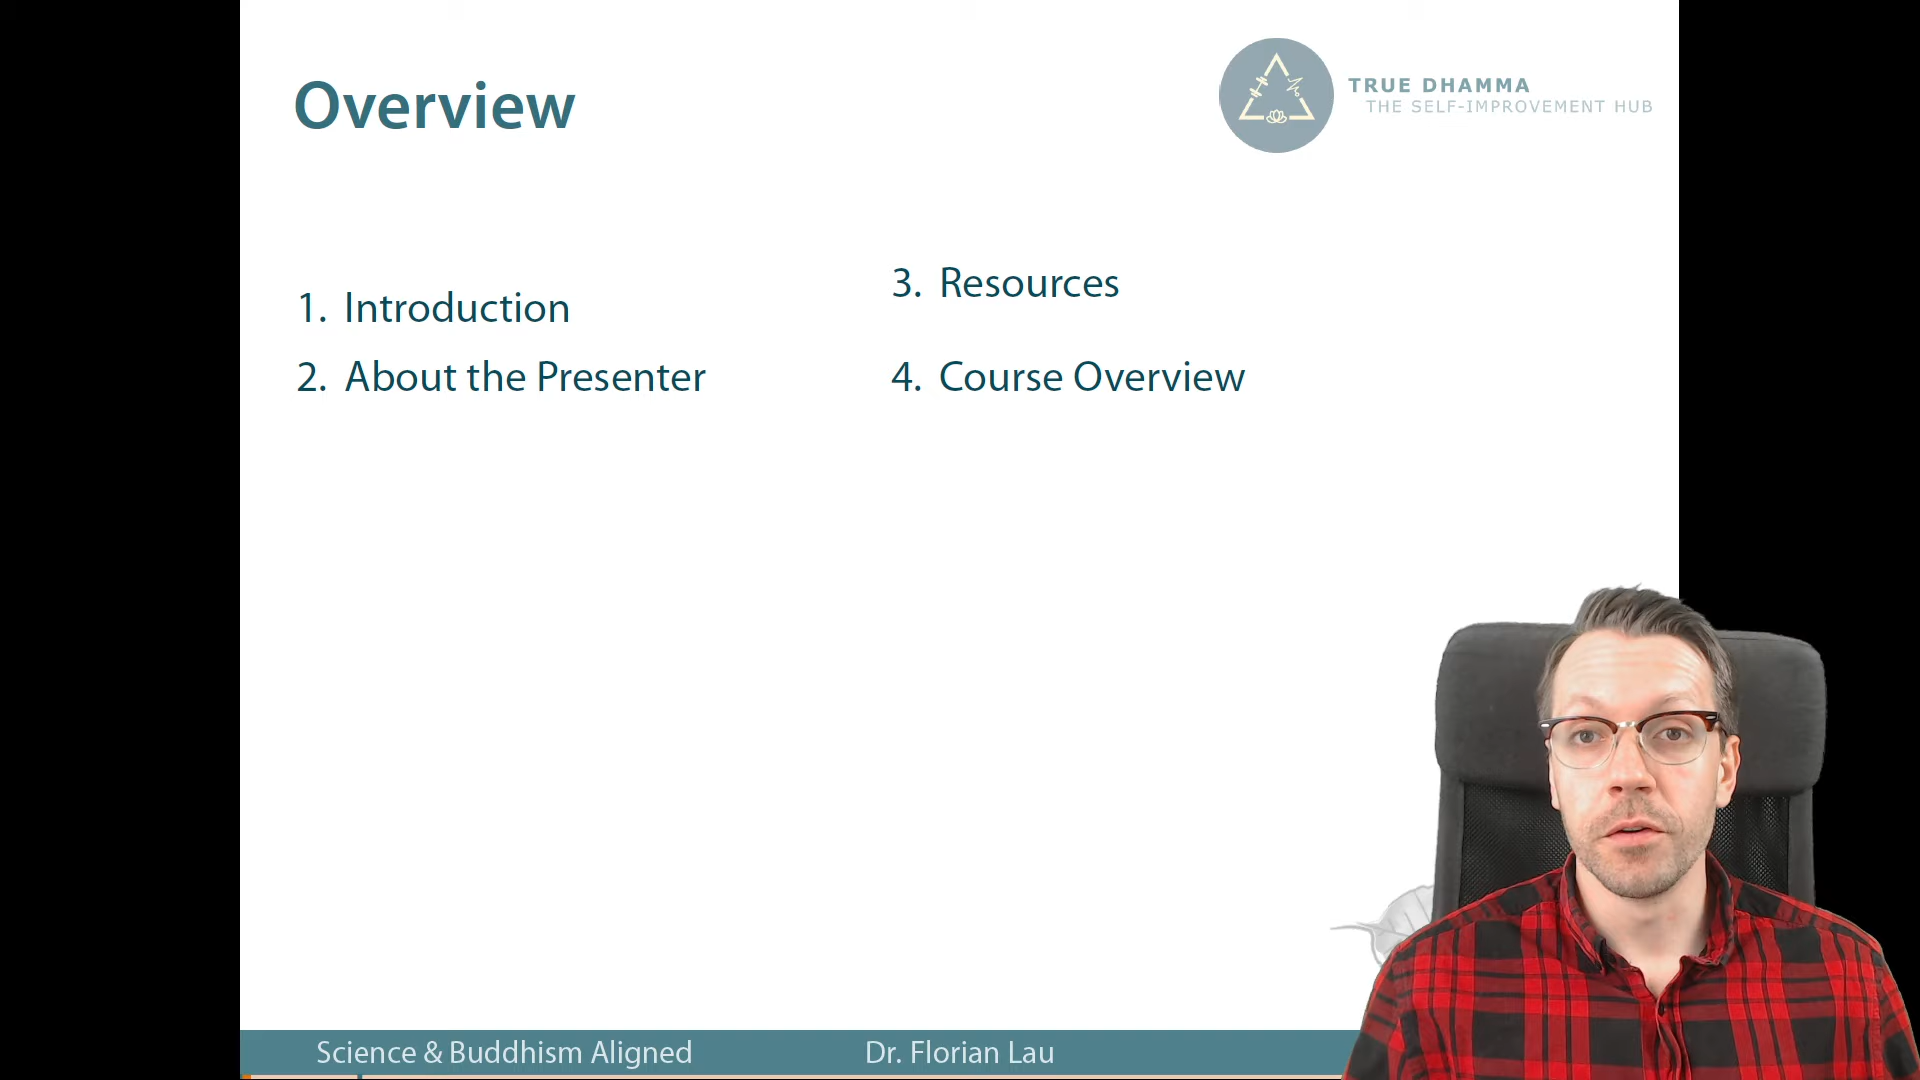 Overview
TRUE DHAMMA
THE SELF-IMPROVEMENT HUB
1. Introduction
2. About the Presenter
3. Resources
4. Course Overview
Science & Buddhism Aligned
Dr. Florian Lau